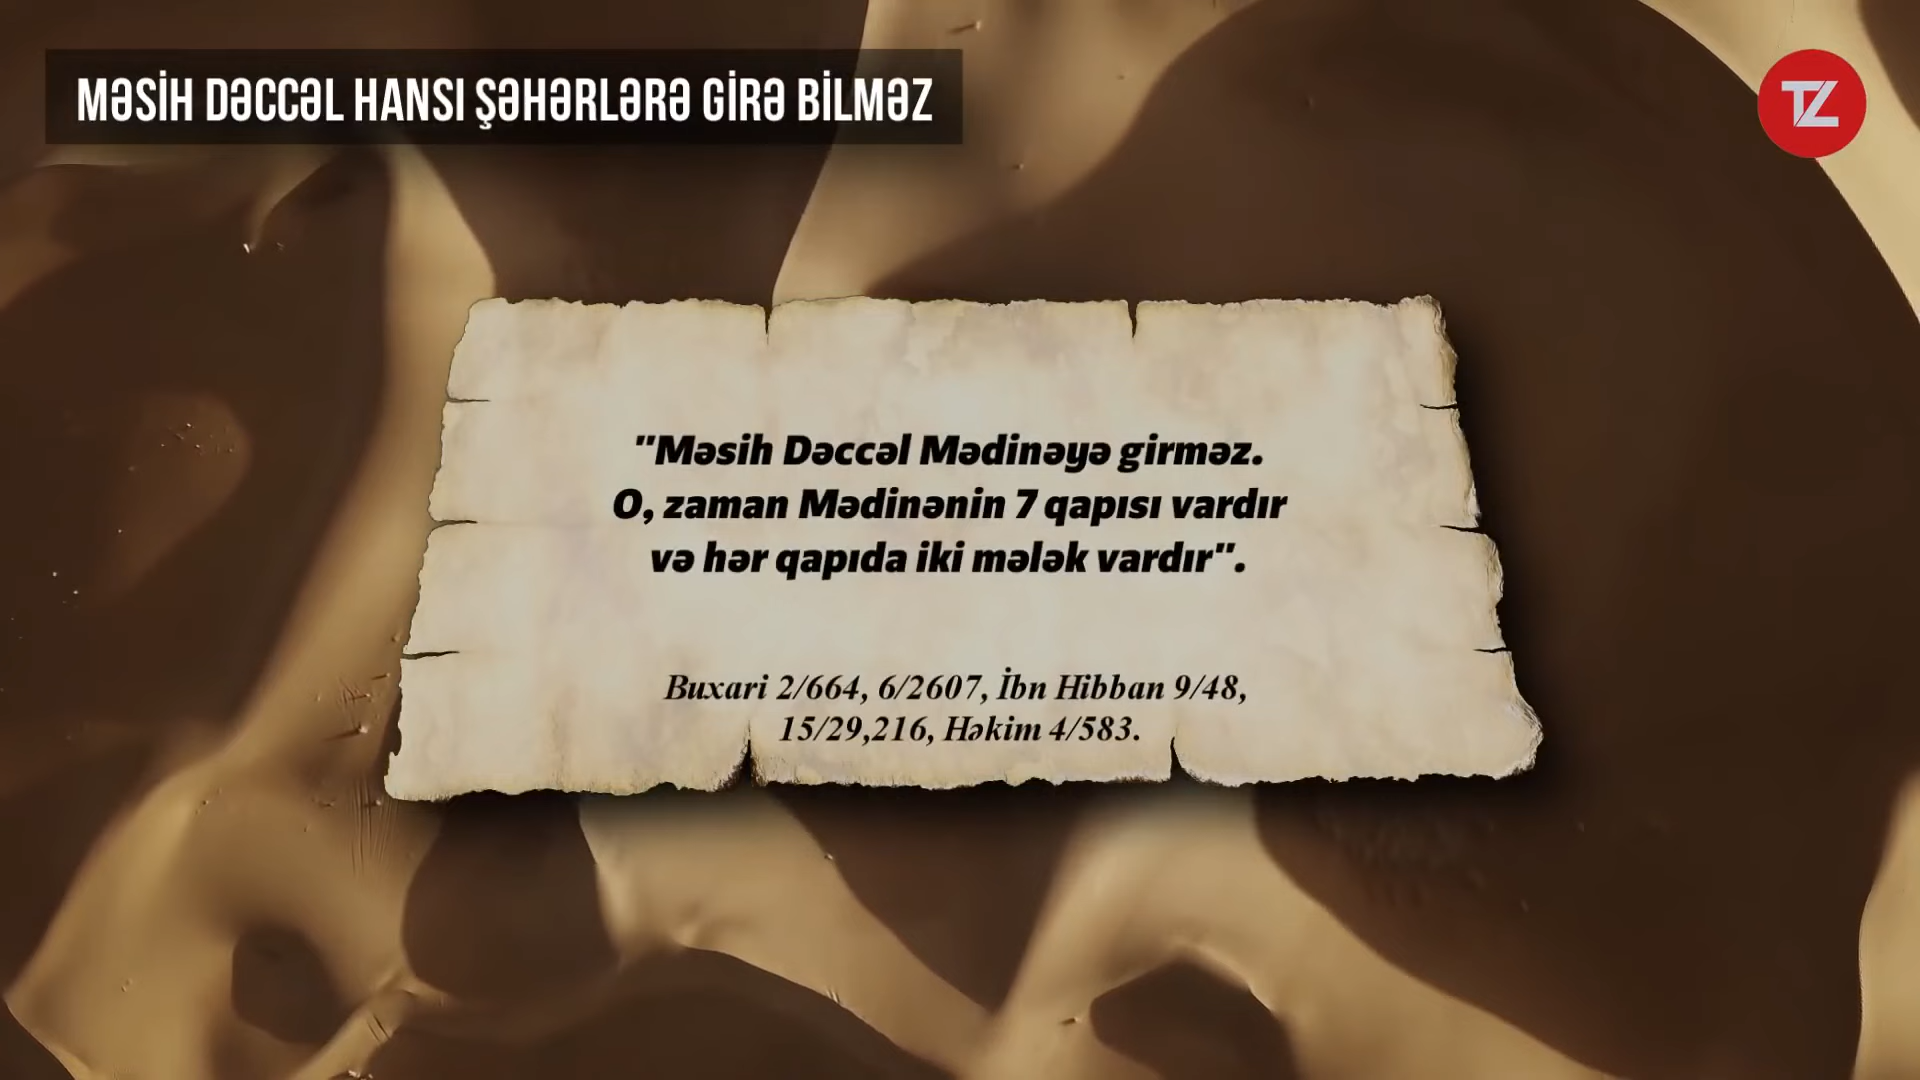 MƏSİH DƏCCƏL HANSI ŞƏHƏRLƏRƏ GİRƏ BİLMƏZ
TZ
"Məsih Dəccəl Mədinəyə girməz.
O, zaman Mədinənin 7 qapısı vardır
və hər qapıda iki mələk vardır".
Buxari 2/664, 6/2607, İbn Hibban 9/48,
15/29,216, Həkim 4/583.